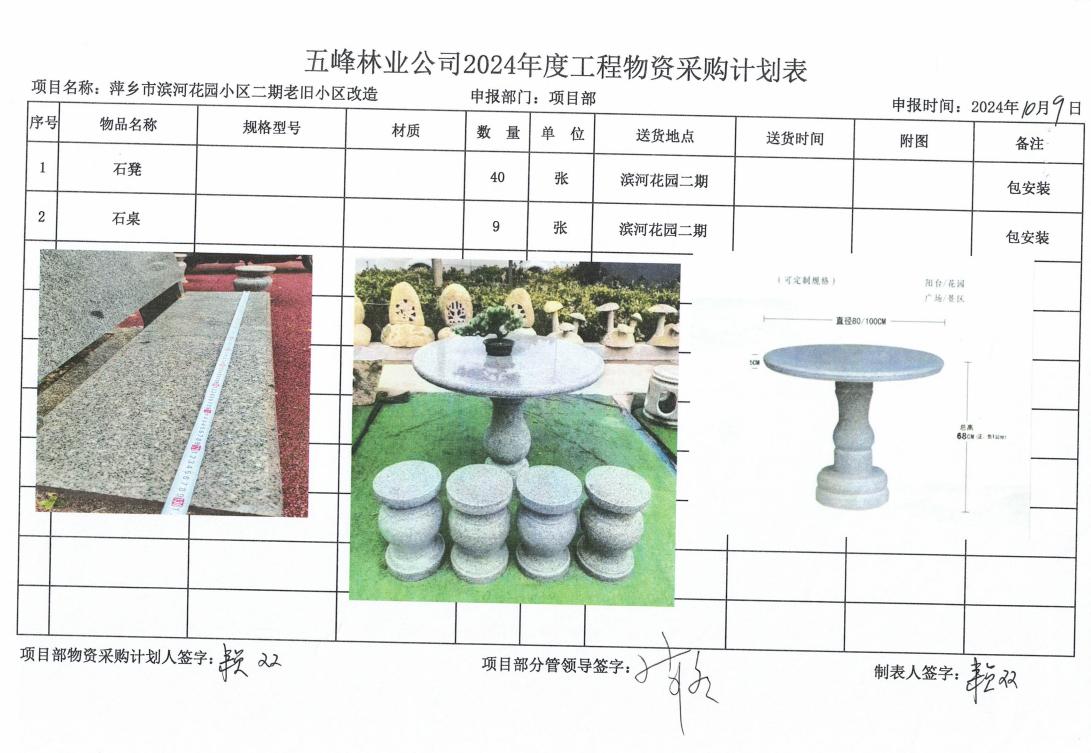 五峰林业公司2024年度工程物资采购计划表
项目名称：萍乡市滨河花园小区二期老旧小区改造 申报部门：项目部 申报时间：2024年10月9日
序号 物品名称 规格型号 材质 数 量 单 位 送货地点 送货时间 附图 备注
1 石凳 40 张 滨河花园二期 包安装
2 石桌 9 张 滨河花园二期 包安装
（可定制规格） 阳台/花园
广场/景区
直径80/100CM
5CM
总高
68CM
项目部物资采购计划人签字： 项目部分管领导签字： 制表人签字：